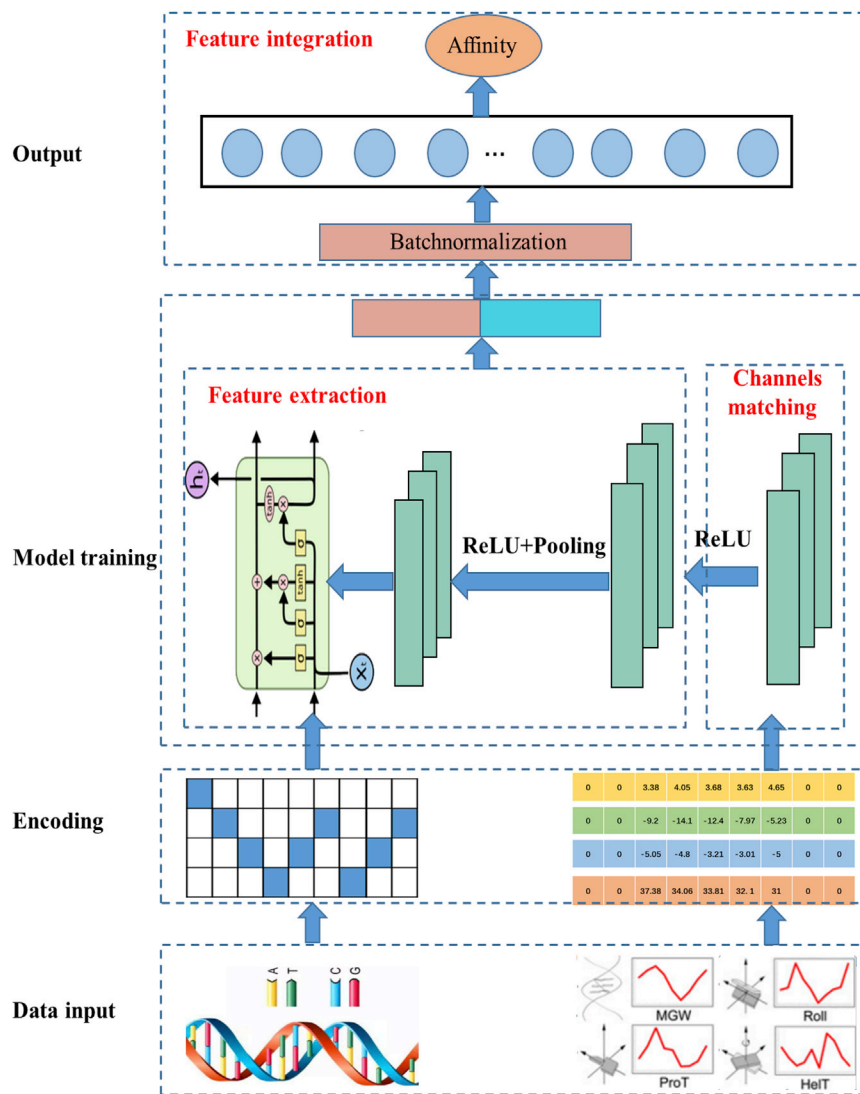 Feature integration
Affinity
Output
...
Batchnormalization
Feature extraction
Channels
matching
h t
tanh
x
σ
Model training
ReLU+Pooling
ReLU
+
x
tanh
σ
x
σ
X t
Encoding
0 0 3.38 4.05 3.68 3.63 4.65 0 0
0 0 -9.2 -14.1 -12.4 -7.97 -5.23 0 0
0 0 -5.05 -4.8 -3.21 -3.01 -5 0 0
0 0 37.38 34.06 33.81 32.1 31 0 0
Data input
A T C G
MGW
Roll
ProT
HelT